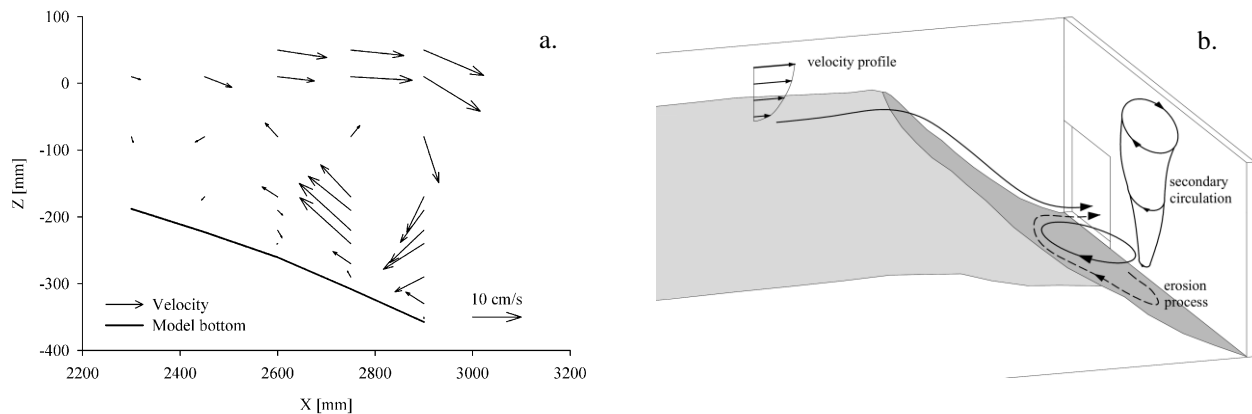 100
0
-100
-200
-300
-400
Z [mm]
a.
Velocity
Model bottom
10 cm/s
2200 2400 2600 2800 3000 3200
X [mm]
b.
velocity profile
secondary
circulation
erosion
process